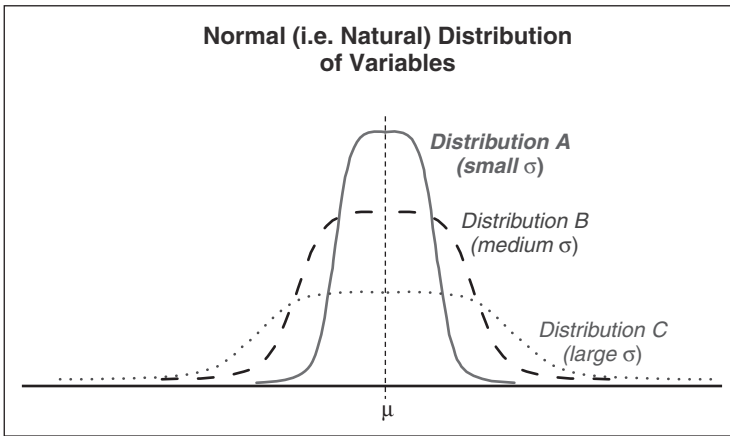 Normal (i.e. Natural) Distribution
of Variables
Distribution A
(small σ)
Distribution B
(medium σ)
Distribution C
(large σ)
μ